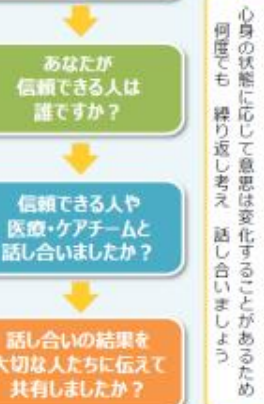 あなたが
信頼できる人は
誰ですか？
信頼できる人や
医療・ケアチームと
話し合いましたか？
話し合いの結果を
大切な人たちに伝えて
共有しましたか？
心身の状態に応じて意思は変化することがあるため
何度でも 繰り返し考え 話し合いましょう